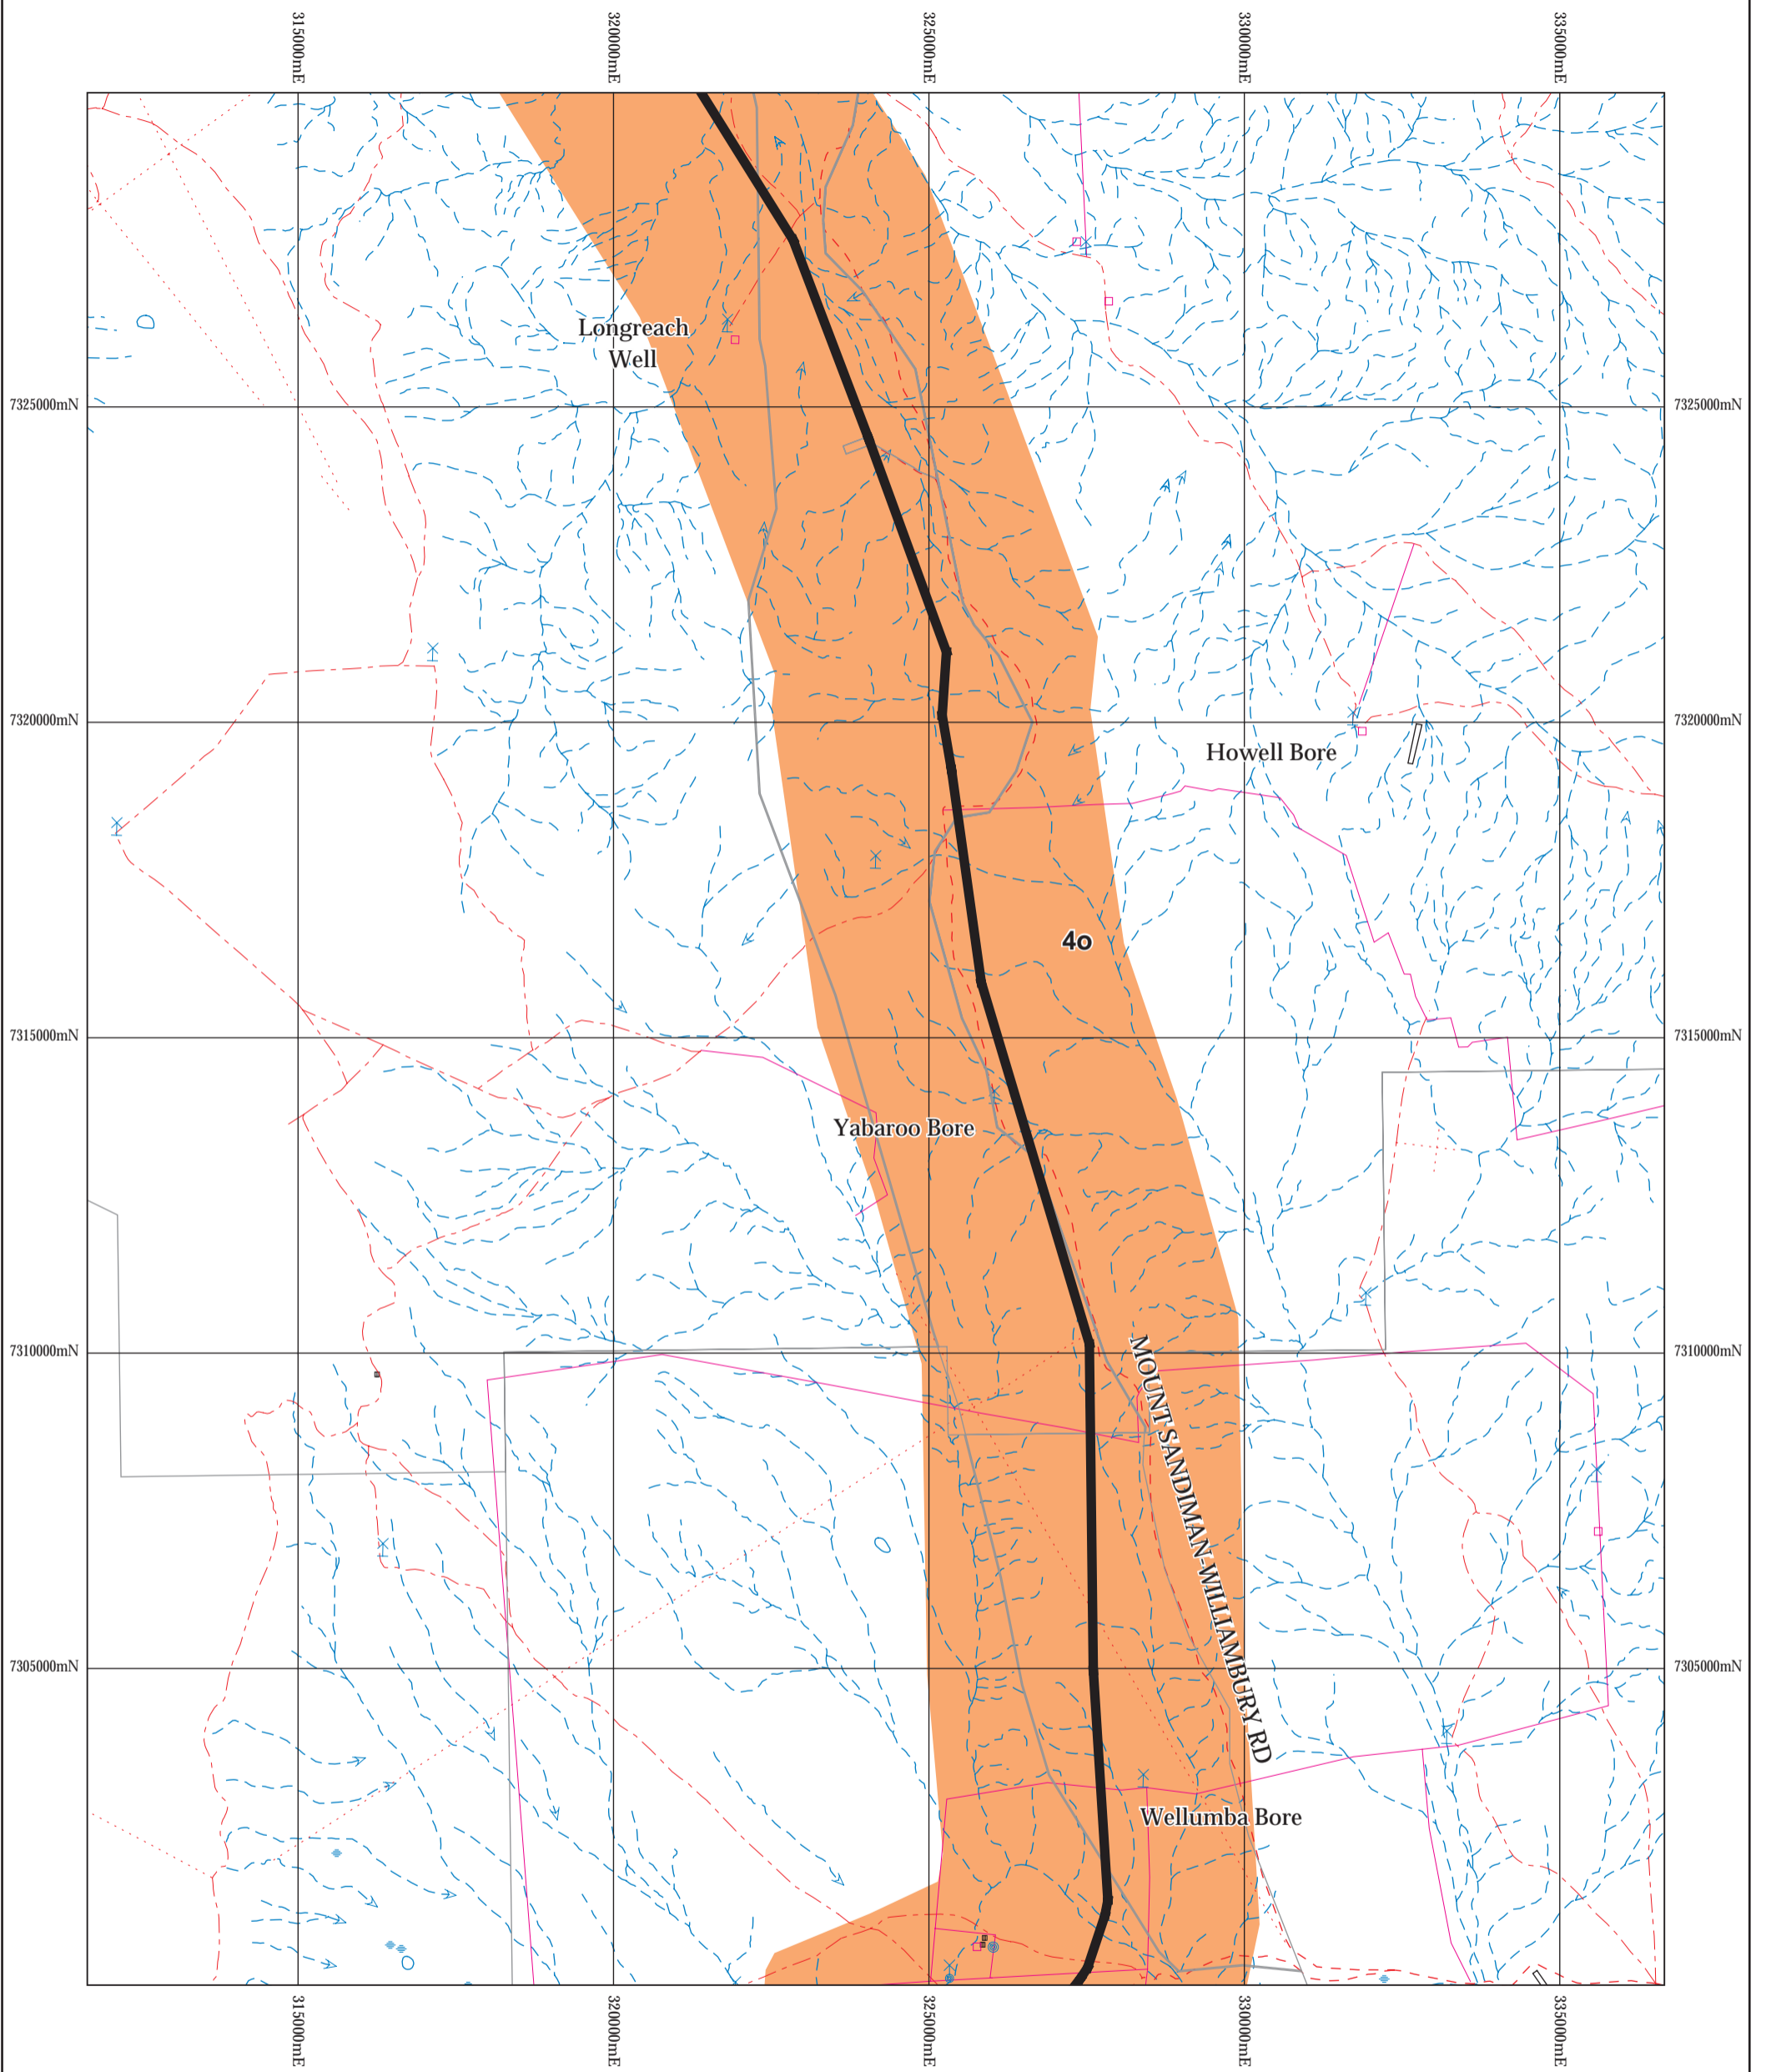 315000mE
320000mE
325000mE
330000mE
335000mE
Longreach
Well
7325000mN
7325000mN
7320000mN
7320000mN
Howell Bore
4o
7315000mN
7315000mN
Yabaroo Bore
7310000mN
7310000mN
MOUNT SANDIMAN-WILLIAMBURY RD
7305000mN
7305000mN
Wellumba Bore
315000mE
320000mE
325000mE
330000mE
335000mE